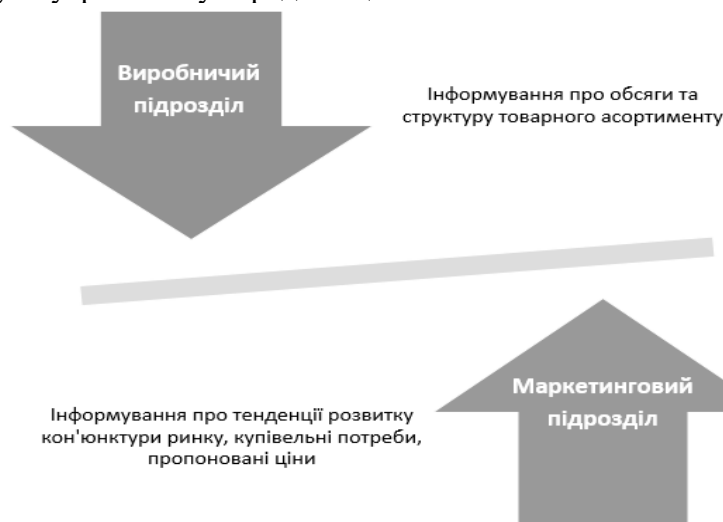 Виробничий
підрозділ
Інформування про обсяги та
структуру товарного асортименту
Маркетинговий
підрозділ
Інформування про тенденції розвитку
кон'юнктури ринку, купівельні потреби,
пропоновані ціни